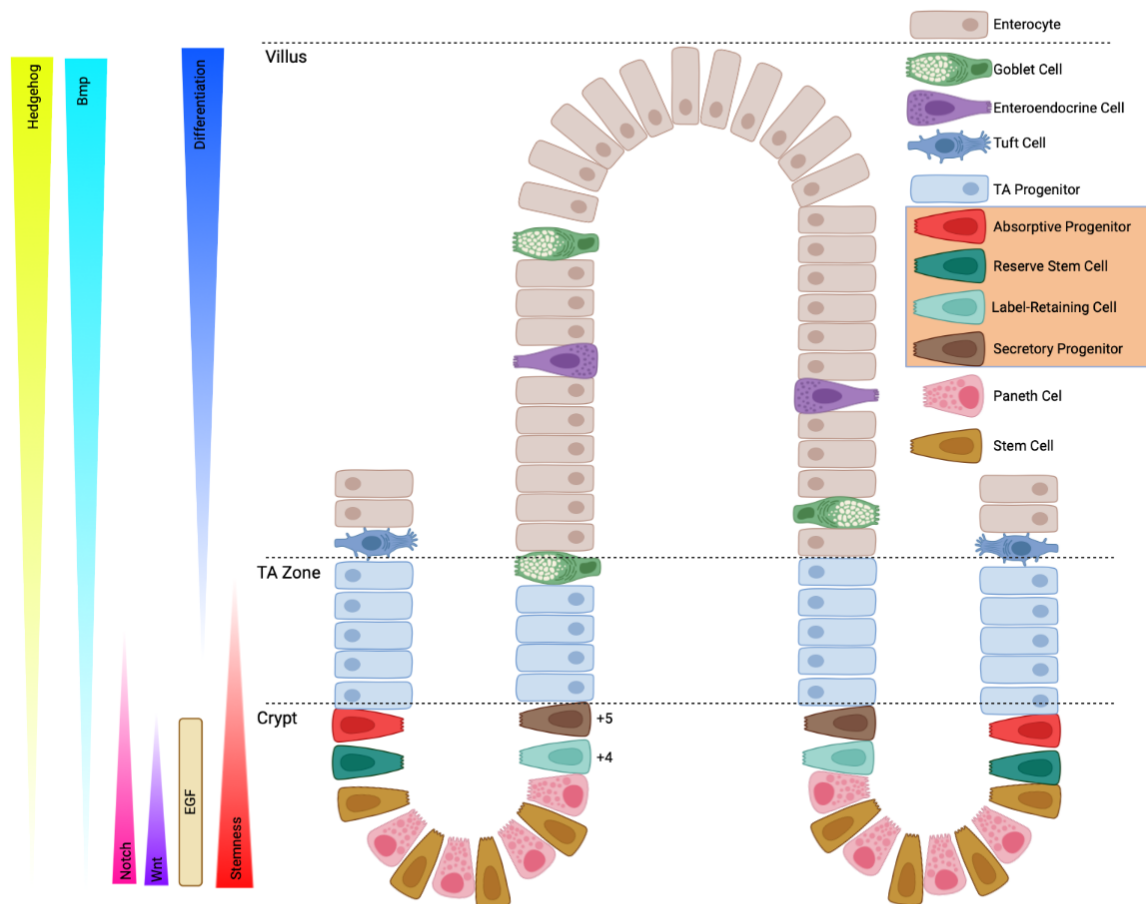 Hedgehog
Bmp
Differentiation
Notch
Wnt
EGF
Stemness
Villus
TA Zone
Crypt
+5
+4
Enterocyte
Goblet Cell
Enteroendocrine Cell
Tuft Cell
TA Progenitor
Absorptive Progenitor
Reserve Stem Cell
Label-Retaining Cell
Secretory Progenitor
Paneth Cel
Stem Cell